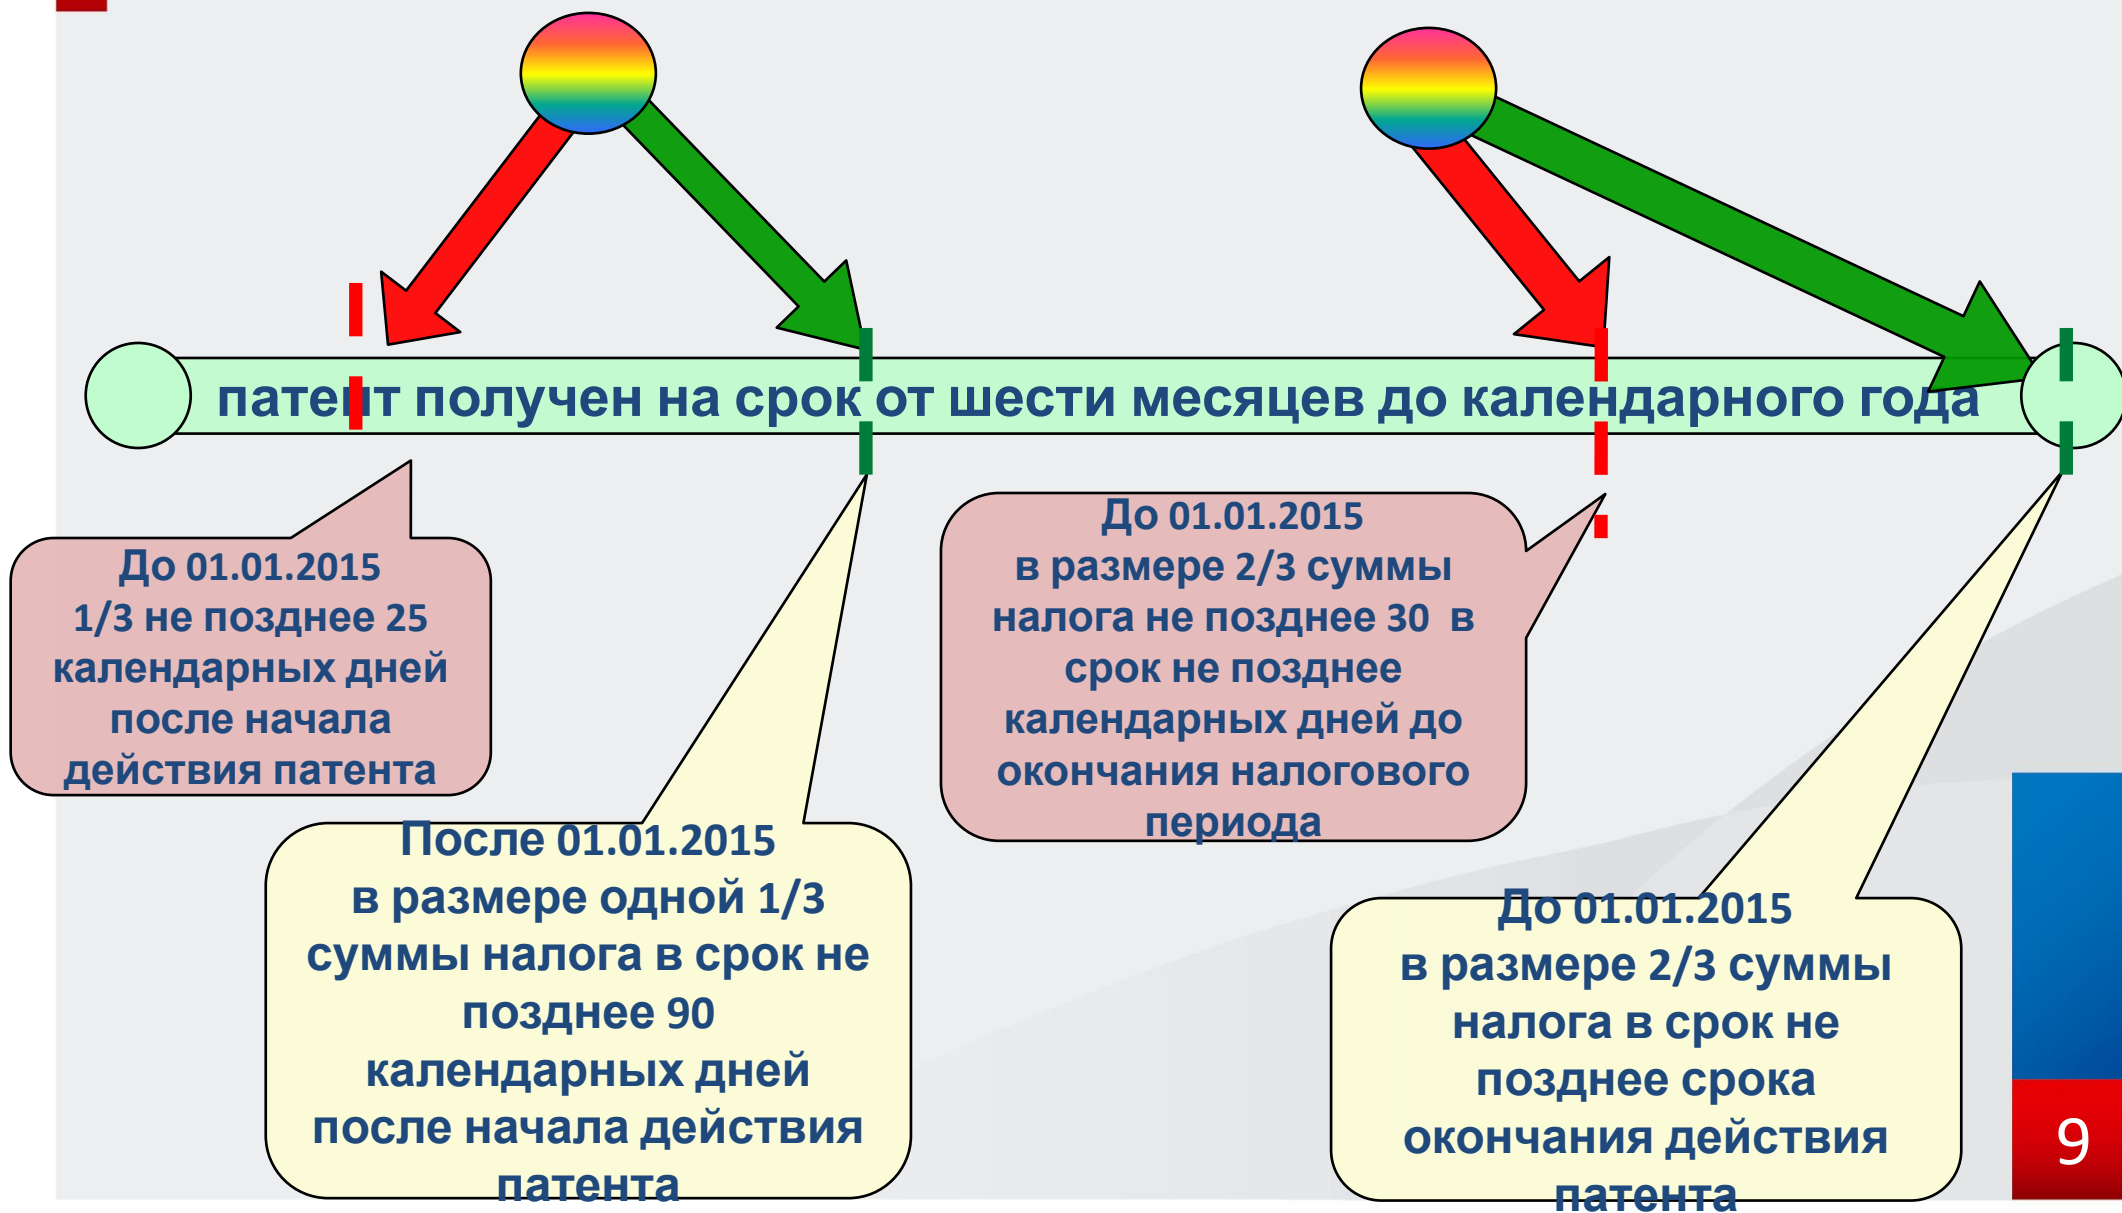 патент получен на срок от шести месяцев до календарного года
До 01.01.2015
1/3 не позднее 25
календарных дней
после начала
действия патента
После 01.01.2015
в размере одной 1/3
суммы налога в срок не
позднее 90
календарных дней
после начала действия
патента
До 01.01.2015
в размере 2/3 суммы
налога не позднее 30 в
срок не позднее
календарных дней до
окончания налогового
периода
До 01.01.2015
в размере 2/3 суммы
налога в срок не
позднее срока
окончания действия
патента
9